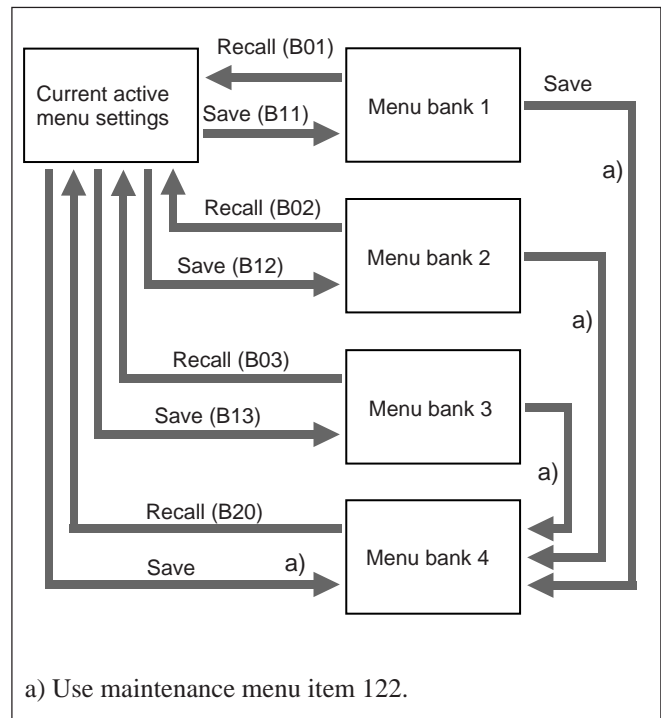 Recall (B01)
Current active
menu settings
Save (B11)
Menu bank 1
Save
a)
Recall (B02)
Menu bank 2
Save (B12)
a)
Recall (B03)
Menu bank 3
Save (B13)
a)
Recall (B20)
Menu bank 4
Save
a)
a) Use maintenance menu item 122.